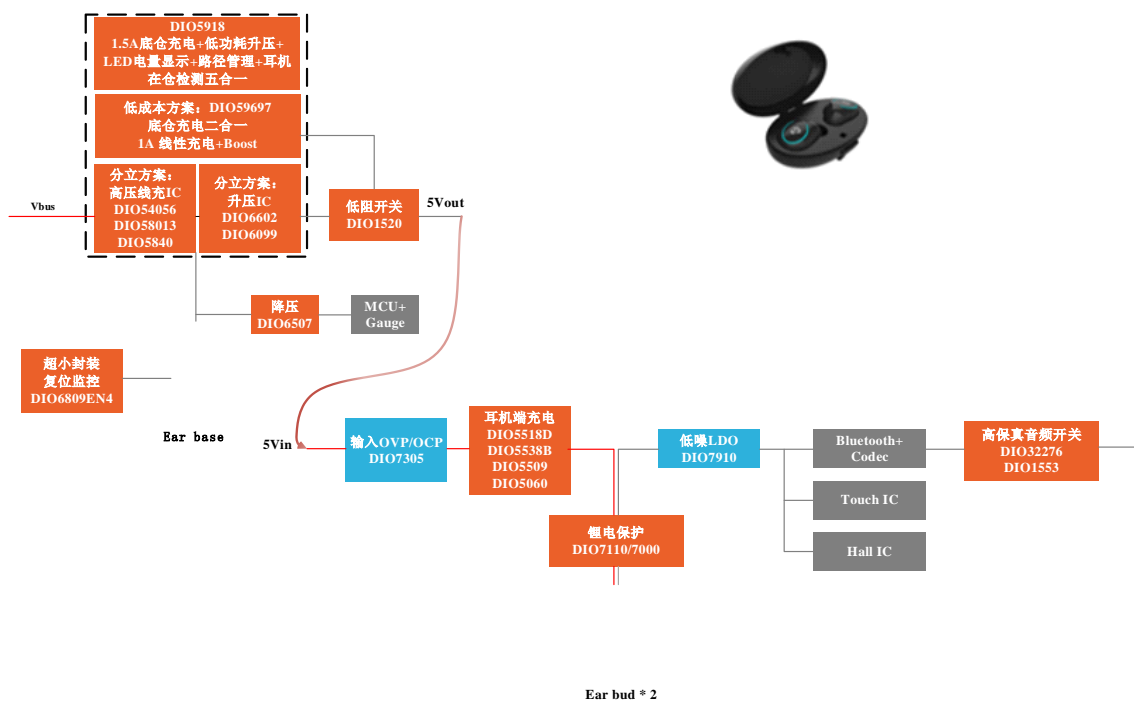 DIO5918
1.5A底仓充电+低功耗升压+
LED电量显示+路径管理+耳机
在仓检测五合一
低成本方案：DIO59697
底仓充电二合一
1A 线性充电+Boost
分立方案：
高压线充IC
DIO54056
DIO58013
DIO5840
分立方案：
升压IC
DIO6602
DIO6099
Vbus
低阻开关
DIO1520
5Vout
降压
DIO6507
MCU+
Gauge
超小封装
复位监控
DIO6809EN4
Ear base
5Vin
输入OVP/OCP
DIO7305
耳机端充电
DIO5518D
DIO5538B
DIO5509
DIO5060
低噪LDO
DIO7910
Bluetooth+
Codec
高保真音频开关
DIO32276
DIO1553
Touch IC
Hall IC
锂电保护
DIO7110/7000
Ear bud * 2